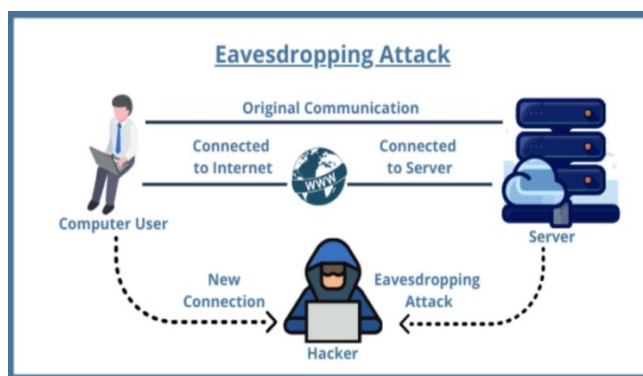 Eavesdropping Attack
Original Communication
Connected
to Internet
Connected
to Server
WWW
Computer User
Server
New
Connection
Eavesdropping
Attack
Hacker